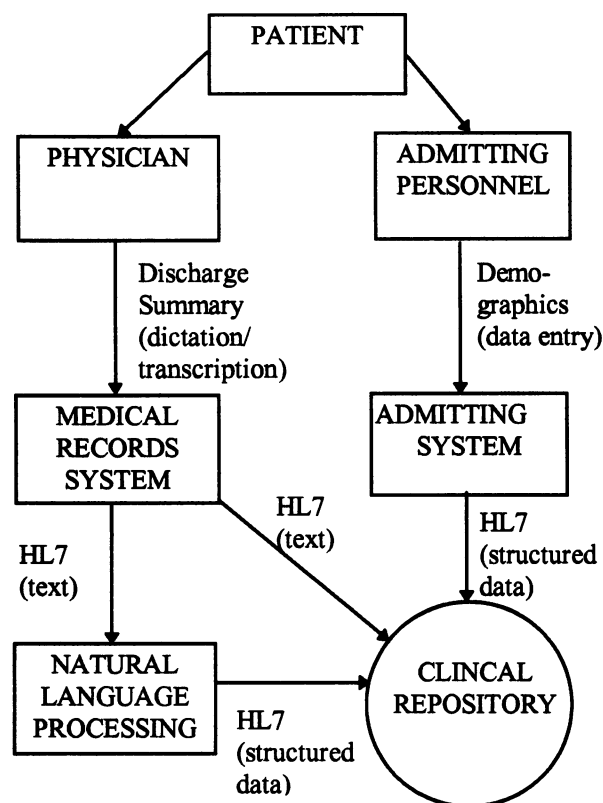 PATIENT
PHYSICIAN
ADMITTING
PERSONNEL
Discharge
Summary
(dictation/
transcription)
Demo-
graphics
(data entry)
MEDICAL
RECORDS
SYSTEM
ADMITTING
SYSTEM
HL7
(text)
HL7
(text)
HL7
(structured
data)
NATURAL
LANGUAGE
PROCESSING
CLINCAL
REPOSITORY
HL7
(structured
data)